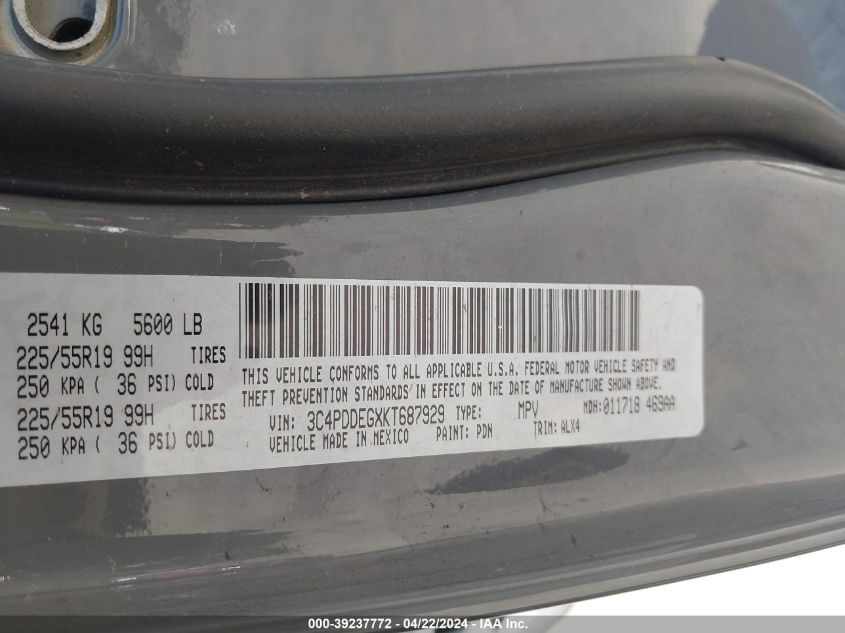 2541 KG 5600 LB
225/55R19 99H TIRES
250 KPA ( 36 PSI) COLD
225/55R19 99H TIRES
250 KPA ( 36 PSI) COLD
THIS VEHICLE CONFORMS TO ALL APPLICABLE U.S.A. FEDERAL MOTOR VEHICLE SAFETY AND
THEFT PREVENTION STANDARDS IN EFFECT ON THE DATE OF MANUFACTURE SHOWN ABOVE.
VIN: 3C4PDDEGXKT687929 TYPE: MPV MDH:011718 469AA
VEHICLE MADE IN MEXICO PAINT: PDN TRIM: ALX4
000-39237772 - 04/22/2024 - IAA Inc.